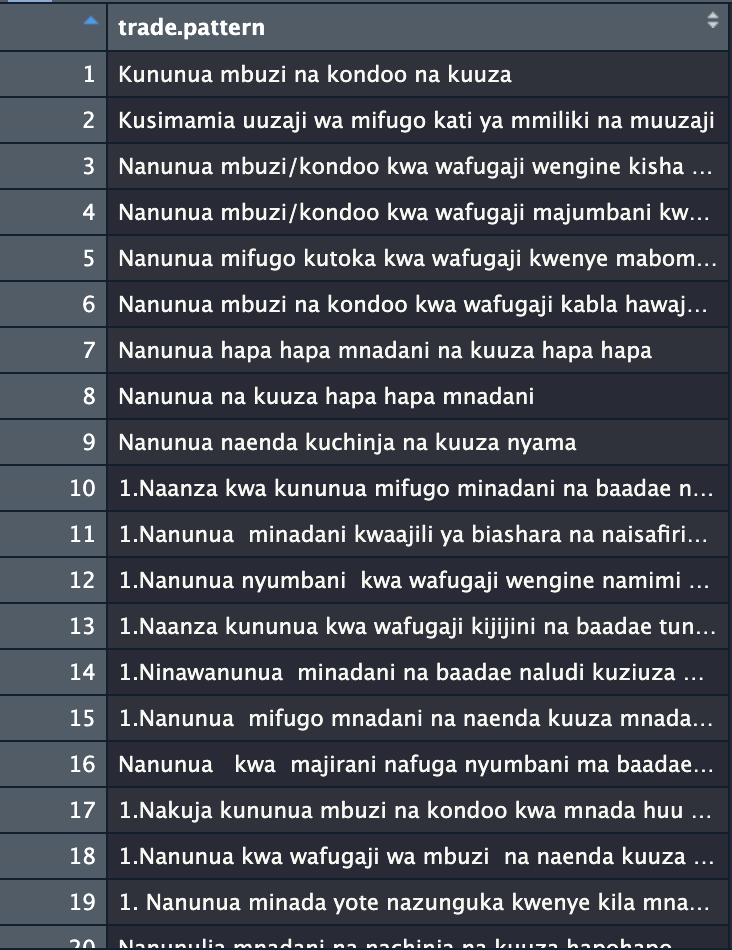 trade.pattern
1 Kununua mbuzi na kondoo na kuuza
2 Kusimamia uuzaji wa mifugo kati ya mmiliki na muuzaji
3 Nanunua mbuzi/kondoo kwa wafugaji wengine kisha ...
4 Nanunua mbuzi/kondoo kwa wafugaji majumbani kw...
5 Nanunua mifugo kutoka kwa wafugaji kwenye mabom...
6 Nanunua mbuzi na kondoo kwa wafugaji kabla hawaj...
7 Nanunua hapa hapa mnadani na kuuza hapa hapa
8 Nanunua na kuuza hapa hapa mnadani
9 Nanunua naenda kuchinja na kuuza nyama
10 1.Naanza kwa kununua mifugo minadani na baadae n...
11 1.Nanunua  minadani kwaajili ya biashara na naisafiri...
12 1.Nanunua nyumbani  kwa wafugaji wengine namimi ...
13 1.Naanza kununua kwa wafugaji kijijini na baadae tun...
14 1.Ninawanunua  minadani na baadae naludi kuziuza ...
15 1.Nanunua  mifugo mnadani na naenda kuuza mnada...
16 Nanunua   kwa  majirani nafuga nyumbani ma baadae...
17 1.Nakuja kununua mbuzi na kondoo kwa mnada huu ...
18 1.Nanunua kwa wafugaji wa mbuzi  na naenda kuuza ...
19 1. Nanunua minada yote nazunguka kwenye kila mna...
20 Nanunulia mnadani na nachinja na kuuza hapohapo